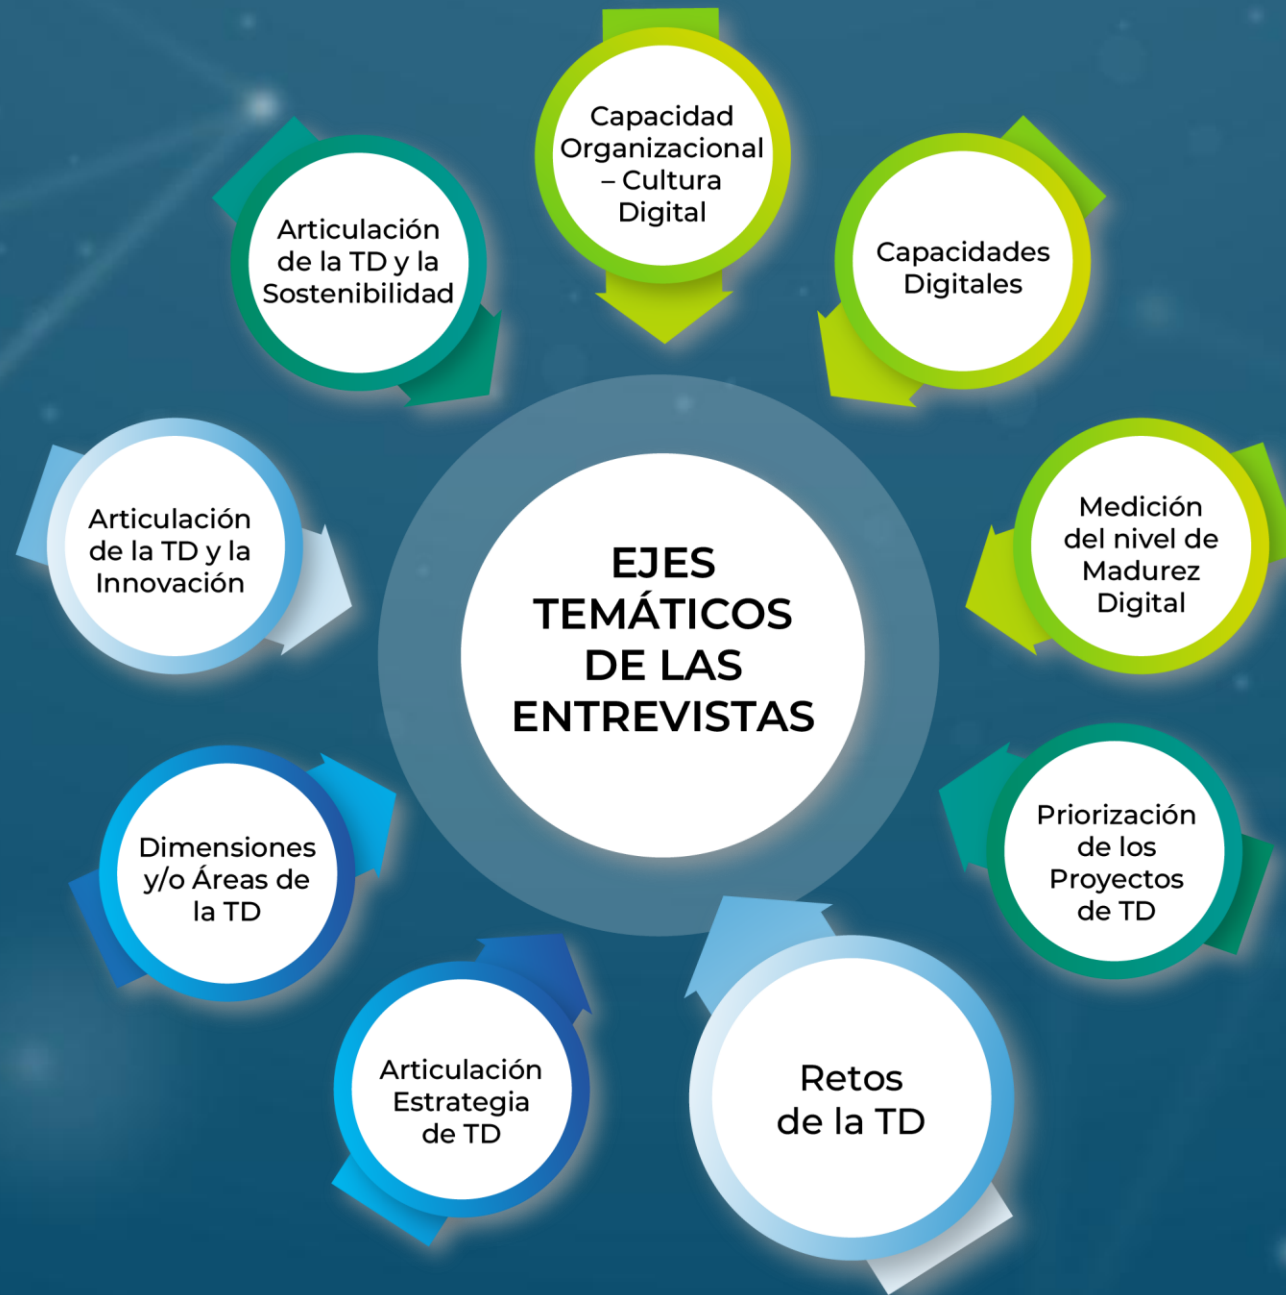 Capacidad
Organizacional
– Cultura
Digital
Capacidades
Digitales
Medición
del nivel de
Madurez
Digital
Priorización
de los
Proyectos
de TD
Retos
de la TD
Articulación
Estrategia
de TD
Dimensiones
y/o Áreas de
la TD
Articulación
de la TD y la
Innovación
Articulación
de la TD y la
Sostenibilidad
EJES
TEMÁTICOS
DE LAS
ENTREVISTAS